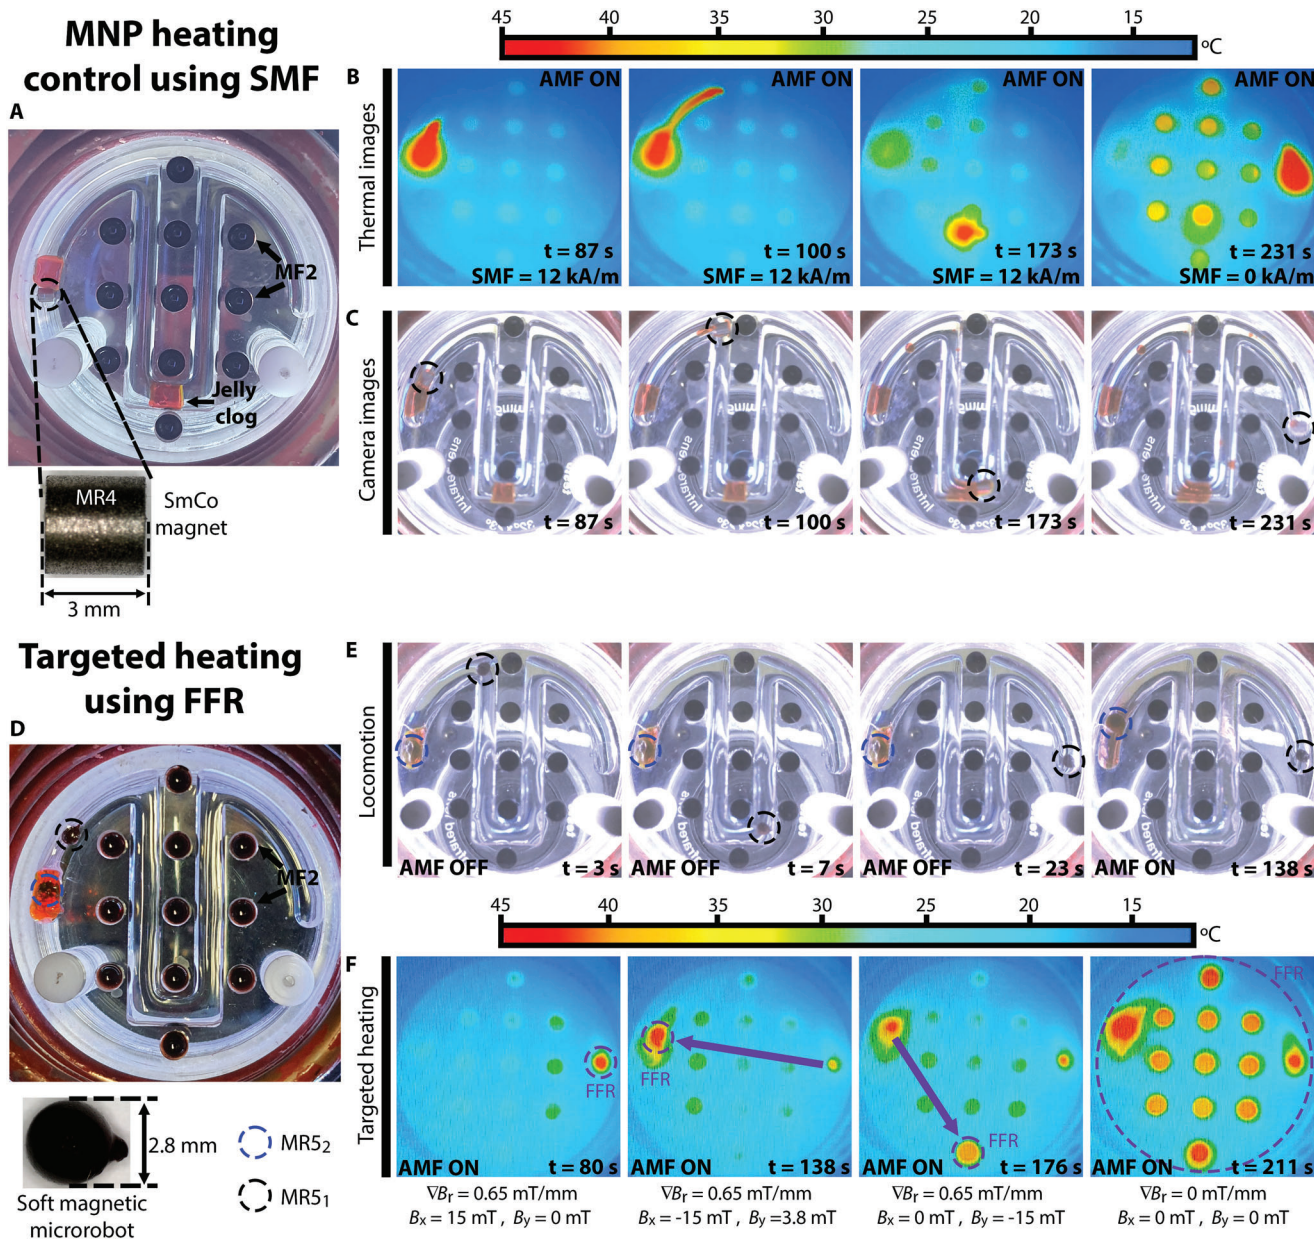 MNP heating
control using SMF
A
MF2
Jelly
clog
MR4
SmCo
magnet
3 mm
45 40 35 30 25 20 15 ºC
B
Thermal images
AMF ON
t = 87 s
SMF = 12 kA/m
AMF ON
t = 100 s
SMF = 12 kA/m
AMF ON
t = 173 s
SMF = 12 kA/m
AMF ON
t = 231 s
SMF = 0 kA/m
C
Camera images
t = 87 s
t = 100 s
t = 173 s
t = 231 s
Targeted heating
using FFR
D
MF2
2.8 mm
Soft magnetic
microrobot
MR5₂
MR5₁
E
Locomotion
AMF OFF t = 3 s
AMF OFF t = 7 s
AMF OFF t = 23 s
AMF ON t = 138 s
45 40 35 30 25 20 15 ºC
F
Targeted heating
FFR
AMF ON t = 80 s
FFR
AMF ON t = 138 s
FFR
AMF ON t = 176 s
FFR
AMF ON t = 211 s
∇Br = 0.65 mT/mm
Bx = 15 mT , By = 0 mT
∇Br = 0.65 mT/mm
Bx = -15 mT , By =3.8 mT
∇Br = 0.65 mT/mm
Bx = 0 mT , By = -15 mT
∇Br = 0 mT/mm
Bx = 0 mT , By = 0 mT